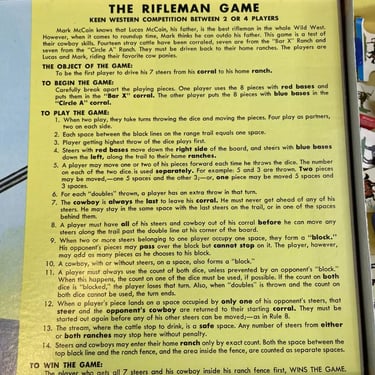 THE RIFLEMAN GAME
KEEN WESTERN COMPETITION BETWEEN 2 OR 4 PLAYERS
Mark McCain knows that Lucas McCain, his father, is the best rifleman in the whole Wild West.
However, when it comes to roundup time, Mark thinks he can outdo his father. This game is a test of
their cowboy skills. Fourteen stray cattle have been corraled, seven are from the "Bar X" Ranch and
seven from the "Circle A" Ranch. They must be driven back to their home ranches. The players are
Lucas and Mark, riding their favorite cow ponies.
THE OBJECT OF THE GAME:
To be the first player to drive his 7 steers from his corral to his home ranch.
TO BEGIN THE GAME:
Carefully break apart the playing pieces. One player uses the 8 pieces with red bases and
puts them in the "Bar X" corral. The other player puts the 8 pieces with blue bases in the
"Circle A" corral.
TO PLAY THE GAME:
1. When two play, they take turns throwing the dice and moving the pieces. Four play as partners,
two on each side.
2. Each space between the black lines on the range trail equals one space.
3. Player getting highest throw of the dice plays first.
4. Steers with red bases move down the right side of the board, and steers with blue bases
down the left, along the trail to their home ranches.
5. A player may move one or two of his pieces forward each time he throws the dice. The number
on each of the two dice is used separately. For example: 5 and 3 are thrown. Two pieces
may be moved,—one 5 spaces and the other 3;—or, one piece may be moved 5 spaces and
3 spaces.
6. For each "doubles" thrown, a player has an extra throw in that turn.
7. The cowboy is always the last to leave his corral. He must never get ahead of any of his
steers. He may stay in the same space with the last steers on the trail, or in one of the spaces
behind them.
8. A player must have all of his steers and cowboy out of his corral before he can move any
steers along the trail past the double line at his corner of the board.
9. When two or more steers belonging to one player occupy one space, they form a "block."
His opponent's pieces may pass over the block but cannot stop on it. The player, however,
may add as many pieces as he chooses to his block.
10. A cowboy, with or without steers, on a space, also forms a "block."
11. A player must always use the count of both dice, unless prevented by an opponent's "block."
When this happens, the count on one of the dice must be used, if possible. If the count on both
dice is "blocked," the player loses that turn. Also, when "doubles" is thrown and the count on
both dice cannot be used, the turn ends.
12. When a player's piece lands on a space occupied by only one of his opponent's steers, that
steer and the opponent's cowboy are returned to their starting corral. They must be
started out again before any of his other steers can be moved;—as in Rule 8.
13. The stream, where the cattle stop to drink, is a safe space. Any number of steers from either
or both ranches may stop here without penalty.
14. Steers and cowboys may enter their home ranch only by exact count. Both the space between the
top black line and the ranch fence, and the area inside the fence, are counted as separate spaces.
TO WIN THE GAME:
The player who gets all 7 steers and cowboy inside his ranch fence first, WINS THE GAME.